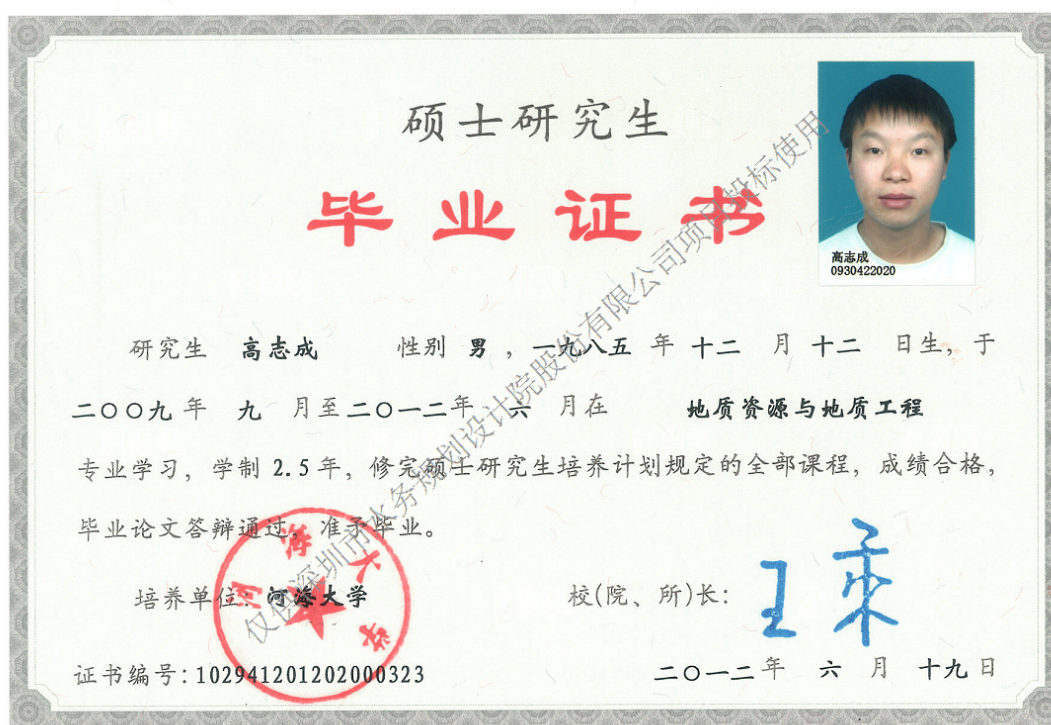 硕士研究生
毕业证书
高志成
0930422020
研究生 高志成 性别 男 ，一九八五 年 十二 月 十二 日生，于
二〇〇九 年 九 月至 二〇一二 年 六 月在 地质资源与地质工程
专业学习，学制 2.5 年，修完硕士研究生培养计划规定的全部课程，成绩合格，
毕业论文答辩通过，准予毕业。
培养单位：河海大学 校(院、所)长：王乘
证书编号：102941201202000323 二〇一二 年 六 月 十九 日
河海大学
仅供深圳市水务规划设计院股份有限公司项目投标使用